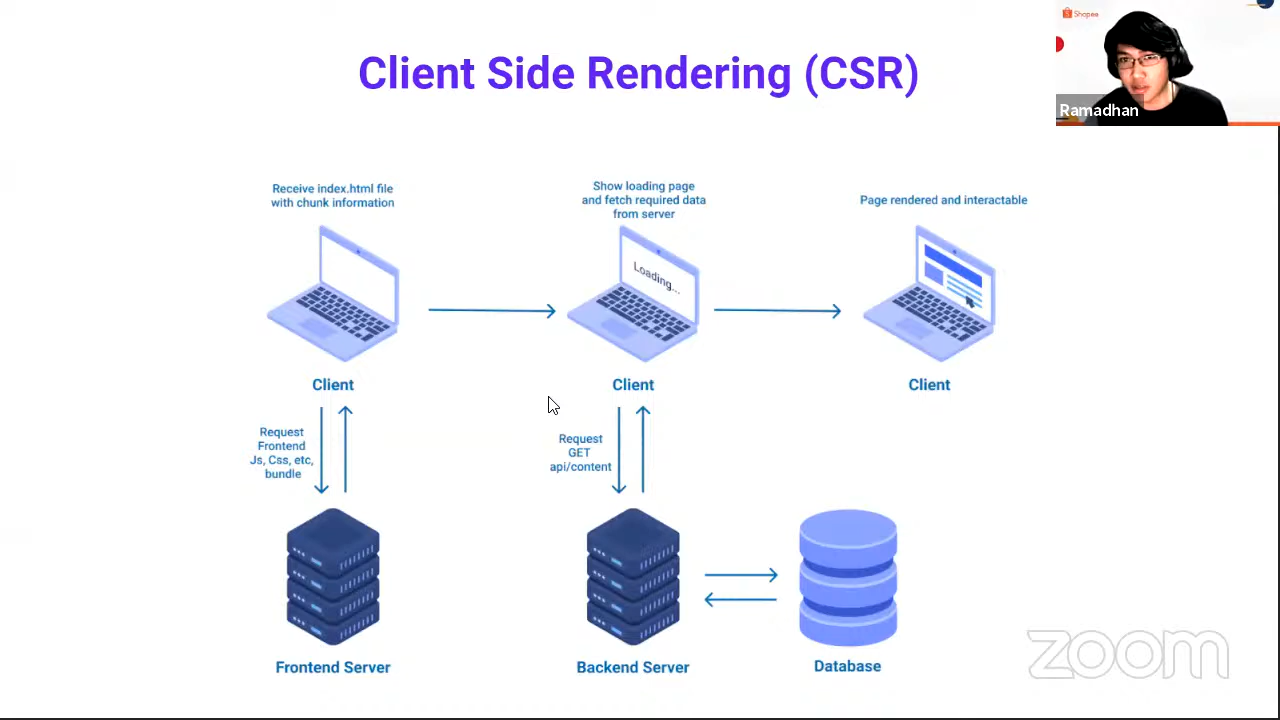 Client Side Rendering (CSR)
Shopee
Ramadhan
Receive index.html file
with chunk information
Show loading page
and fetch required data
from server
Page rendered and interactable
Loading...
Client
Client
Client
Request
Frontend
Js, Css, etc,
bundle
Request
GET
api/content
Frontend Server
Backend Server
Database
zoom